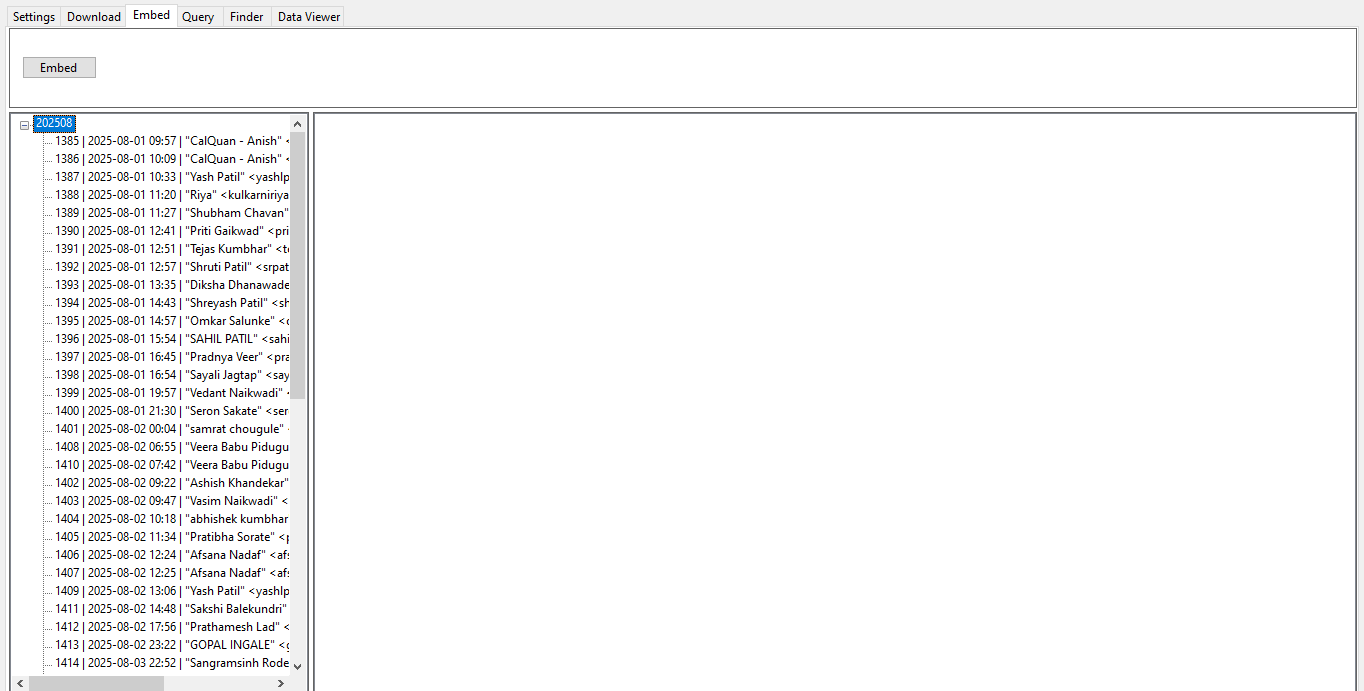 Settings Download Embed Query Finder Data Viewer
Embed
202508
1385 | 2025-08-01 09:57 | "CalQuan - Anish" <
1386 | 2025-08-01 10:09 | "CalQuan - Anish" <
1387 | 2025-08-01 10:33 | "Yash Patil" <yashlp
1388 | 2025-08-01 11:20 | "Riya" <kulkarniriya
1389 | 2025-08-01 11:27 | "Shubham Chavan"
1390 | 2025-08-01 12:41 | "Priti Gaikwad" <pri
1391 | 2025-08-01 12:51 | "Tejas Kumbhar" <te
1392 | 2025-08-01 12:57 | "Shruti Patil" <srpat
1393 | 2025-08-01 13:35 | "Diksha Dhanawade
1394 | 2025-08-01 14:43 | "Shreyash Patil" <sh
1395 | 2025-08-01 14:57 | "Omkar Salunke" <o
1396 | 2025-08-01 15:54 | "SAHIL PATIL" <sahi
1397 | 2025-08-01 16:45 | "Pradnya Veer" <pra
1398 | 2025-08-01 16:54 | "Sayali Jagtap" <say
1399 | 2025-08-01 19:57 | "Vedant Naikwadi" <
1400 | 2025-08-01 21:30 | "Seron Sakate" <ser
1401 | 2025-08-02 00:04 | "samrat chougule"
1408 | 2025-08-02 06:55 | "Veera Babu Pidugu
1410 | 2025-08-02 07:42 | "Veera Babu Pidugu
1402 | 2025-08-02 09:22 | "Ashish Khandekar"
1403 | 2025-08-02 09:47 | "Vasim Naikwadi" <
1404 | 2025-08-02 10:18 | "abhishek kumbhar
1405 | 2025-08-02 11:34 | "Pratibha Sorate" <p
1406 | 2025-08-02 12:24 | "Afsana Nadaf" <afs
1407 | 2025-08-02 12:25 | "Afsana Nadaf" <afs
1409 | 2025-08-02 13:06 | "Yash Patil" <yashlp
1411 | 2025-08-02 14:48 | "Sakshi Balekundri"
1412 | 2025-08-02 17:56 | "Prathamesh Lad" <
1413 | 2025-08-02 23:22 | "GOPAL INGALE" <g
1414 | 2025-08-03 22:52 | "Sangramsinh Rode